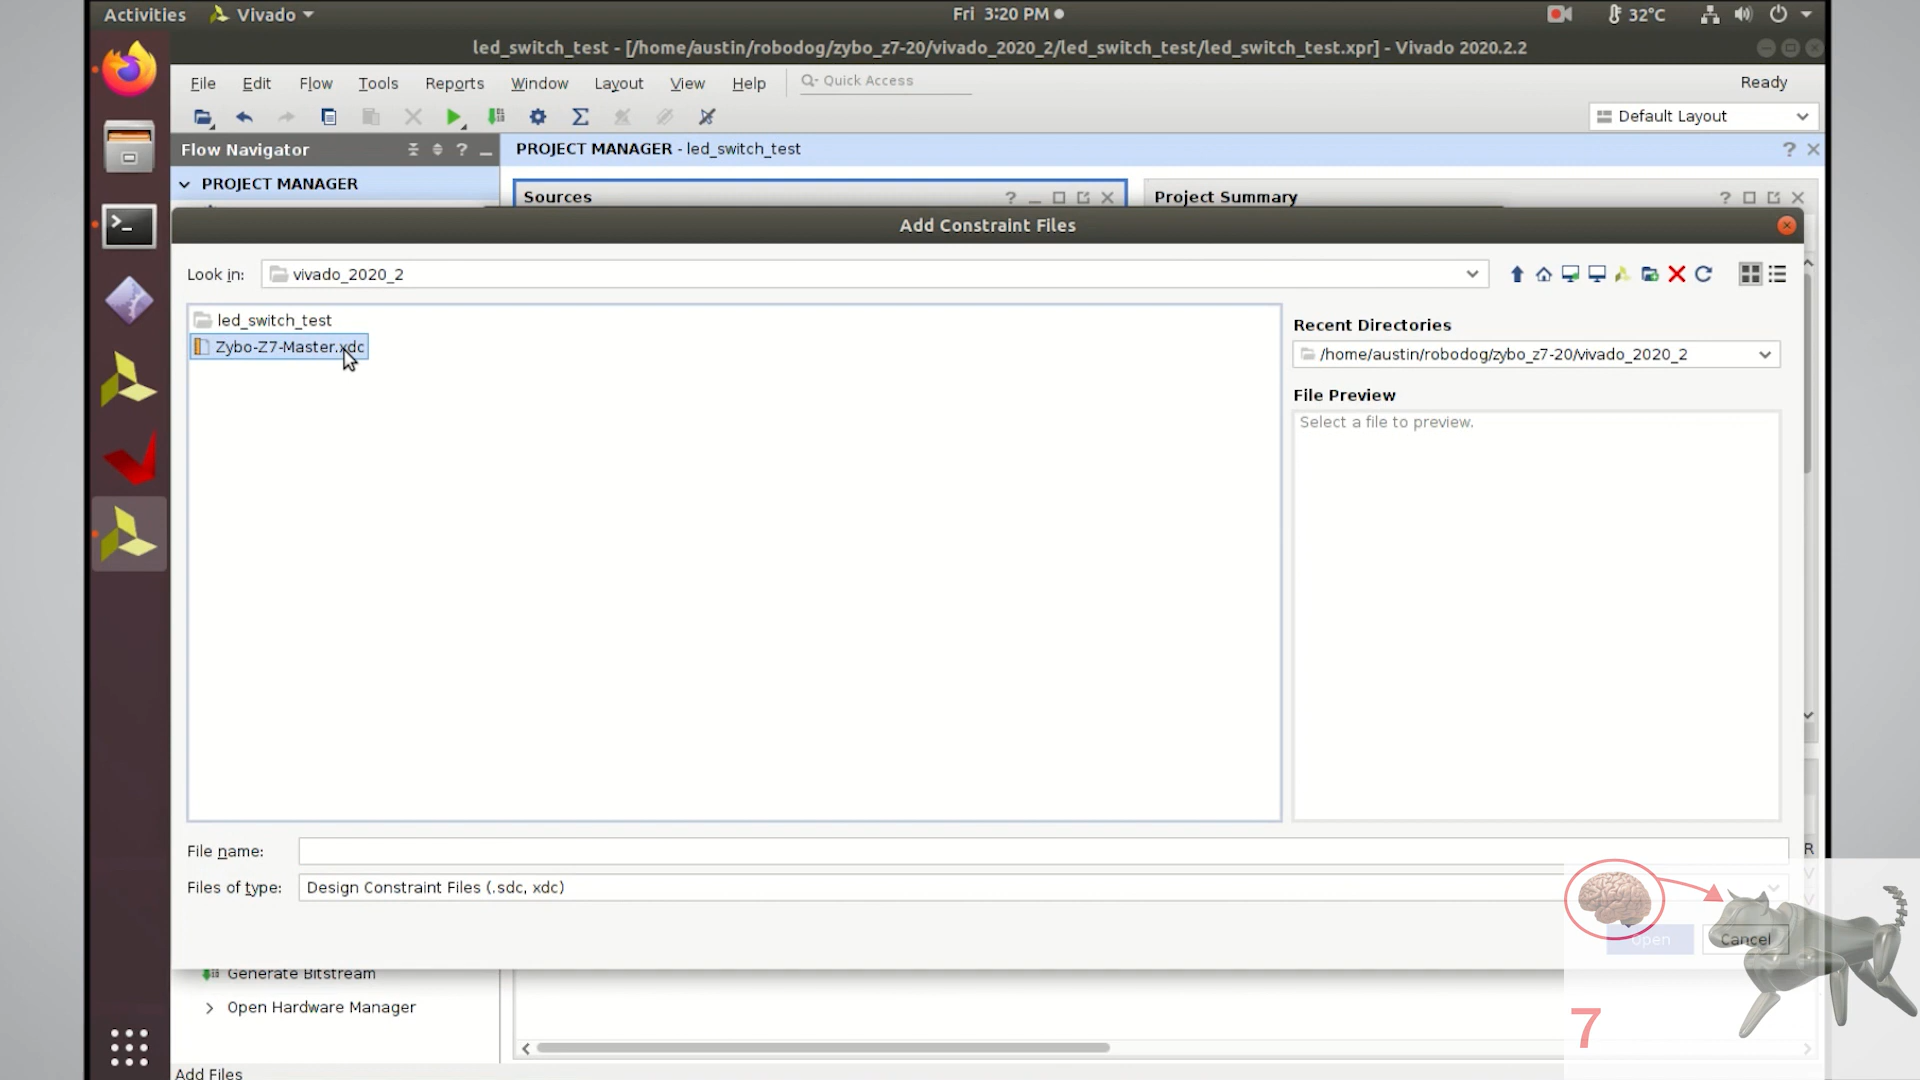 Activities Vivado Fri 3:20 PM 32°C
led_switch_test - [/home/austin/robodog/zybo_z7-20/vivado_2020_2/led_switch_test/led_switch_test.xpr] - Vivado 2020.2.2
File Edit Flow Tools Reports Window Layout View Help Quick Access Ready
Default Layout
Flow Navigator ? PROJECT MANAGER - led_switch_test ?
PROJECT MANAGER
Sources ? Project Summary ?
Add Constraint Files
Look in: vivado_2020_2
led_switch_test
Zybo-Z7-Master.xdc
Recent Directories
/home/austin/robodog/zybo_z7-20/vivado_2020_2
File Preview
Select a file to preview.
File name:
Files of type: Design Constraint Files (.sdc, xdc)
Open Cancel
Generate Bitstream
Open Hardware Manager
7
Add Files